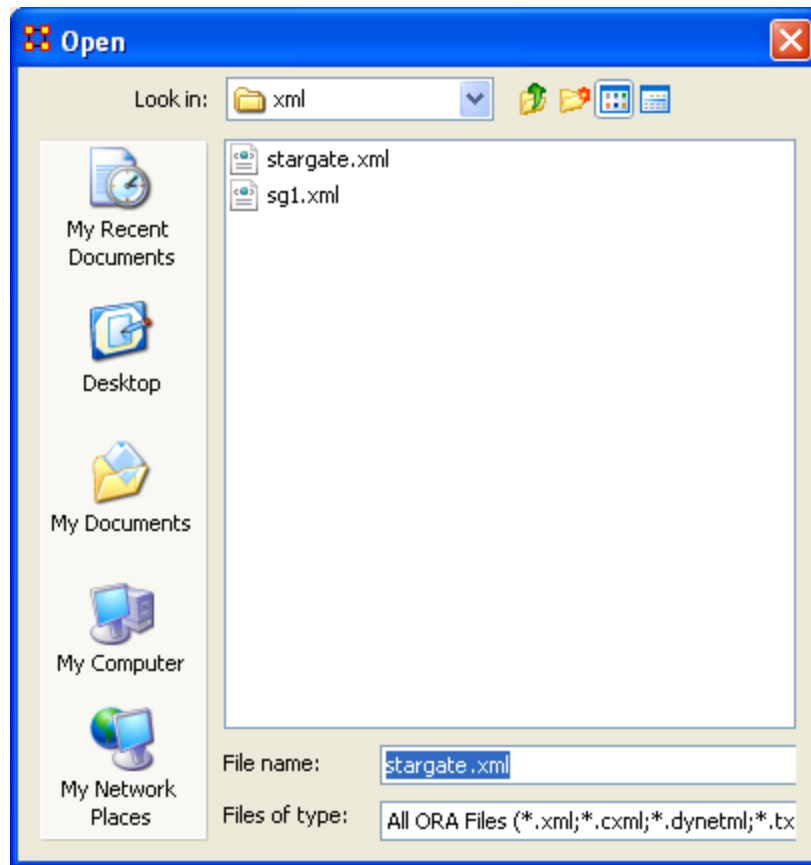 Open
Look in:
xml
stargate.xml
sg1.xml
My Recent
Documents
Desktop
My Documents
My Computer
My Network
Places
File name:
stargate.xml
Files of type:
All ORA Files (*.xml;*.cxml;*.dynetml;*.tx